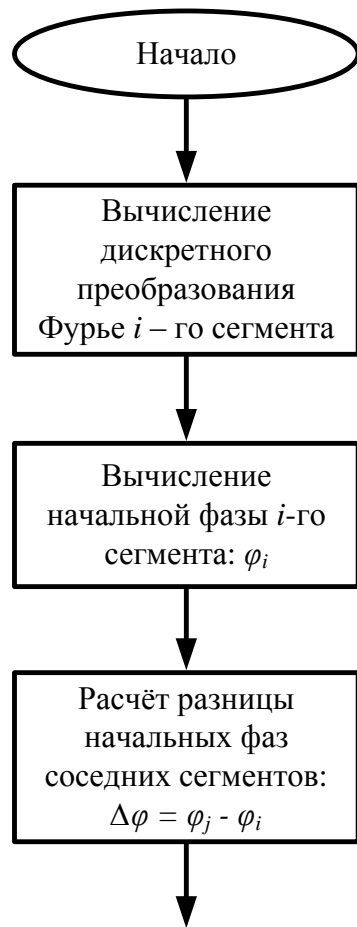 Начало
Вычисление
дискретного
преобразования
Фурье i – го сегмента
Вычисление
начальной фазы i-го
сегмента: φi
Расчёт разницы
начальных фаз
соседних сегментов:
Δφ = φj - φi